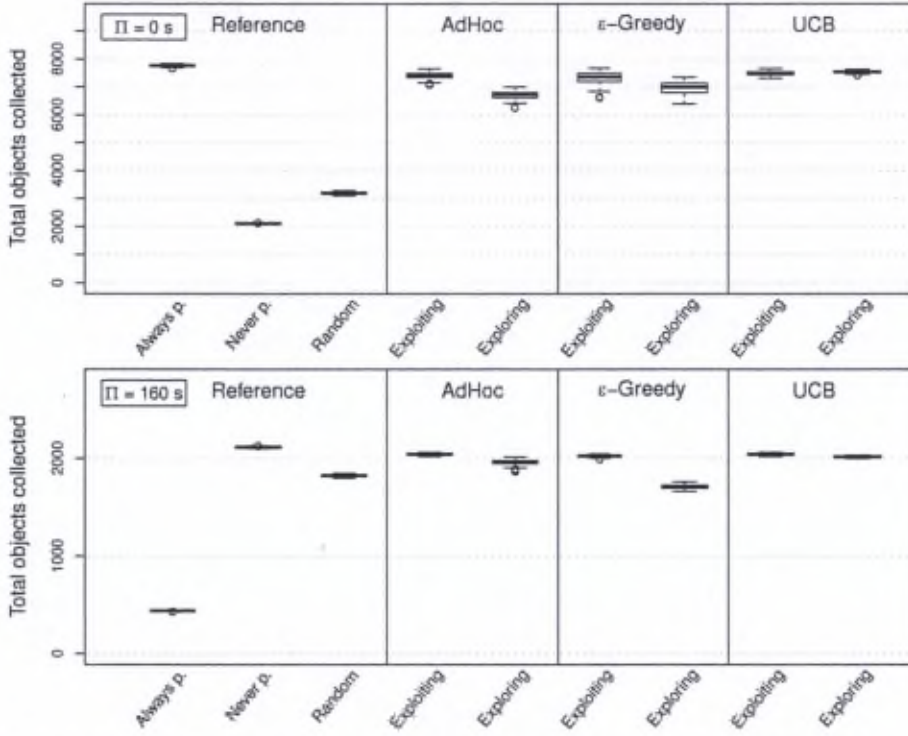 Π = 0 s Reference AdHoc ε-Greedy UCB
Total objects collected
8000
6000
4000
2000
0
Always p. Never p. Random Exploiting Exploring Exploiting Exploring Exploiting Exploring
Π = 160 s Reference AdHoc ε-Greedy UCB
Total objects collected
2000
1000
0
Always p. Never p. Random Exploiting Exploring Exploiting Exploring Exploiting Exploring